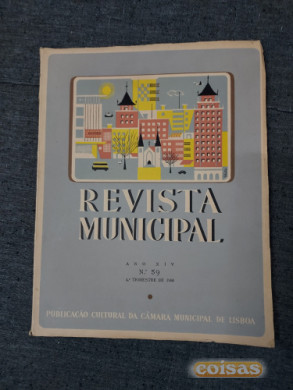 REVISTA
MUNICIPAL
ANO XIV
N.º 59
PUBLICAÇÃO CULTURAL DA CÂMARA MUNICIPAL DE LISBOA
coisas